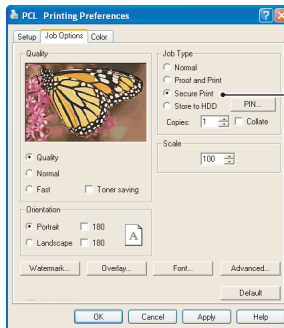 PCL Printing Preferences
Setup
Job Options
Color
Quality
Quality
Normal
Fast
Toner saving
Orientation
Portrait
180
Landscape
180
A
Job Type
Normal
Proof and Print
Secure Print
Store to HDD
PIN...
Copies:
1
Collate
Scale
100
Watermark...
Overlay...
Font...
Advanced...
Default
OK
Cancel
Apply
Help